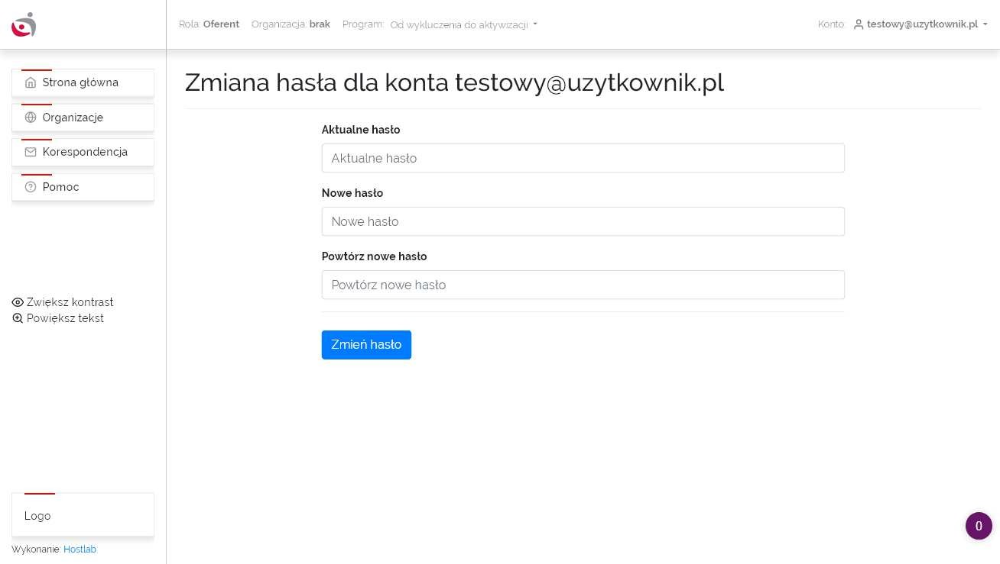 Rola: Oferent Organizacja: brak Program: Od wykluczenia do aktywizacji Konto: testowy@uzytkownik.pl
Strona główna
Organizacje
Korespondencja
Pomoc
Zwiększ kontrast
Powiększ tekst
Logo
Wykonanie: Hostlab
Zmiana hasła dla konta testowy@uzytkownik.pl
Aktualne hasło
Aktualne hasło
Nowe hasło
Nowe hasło
Powtórz nowe hasło
Powtórz nowe hasło
Zmień hasło
0